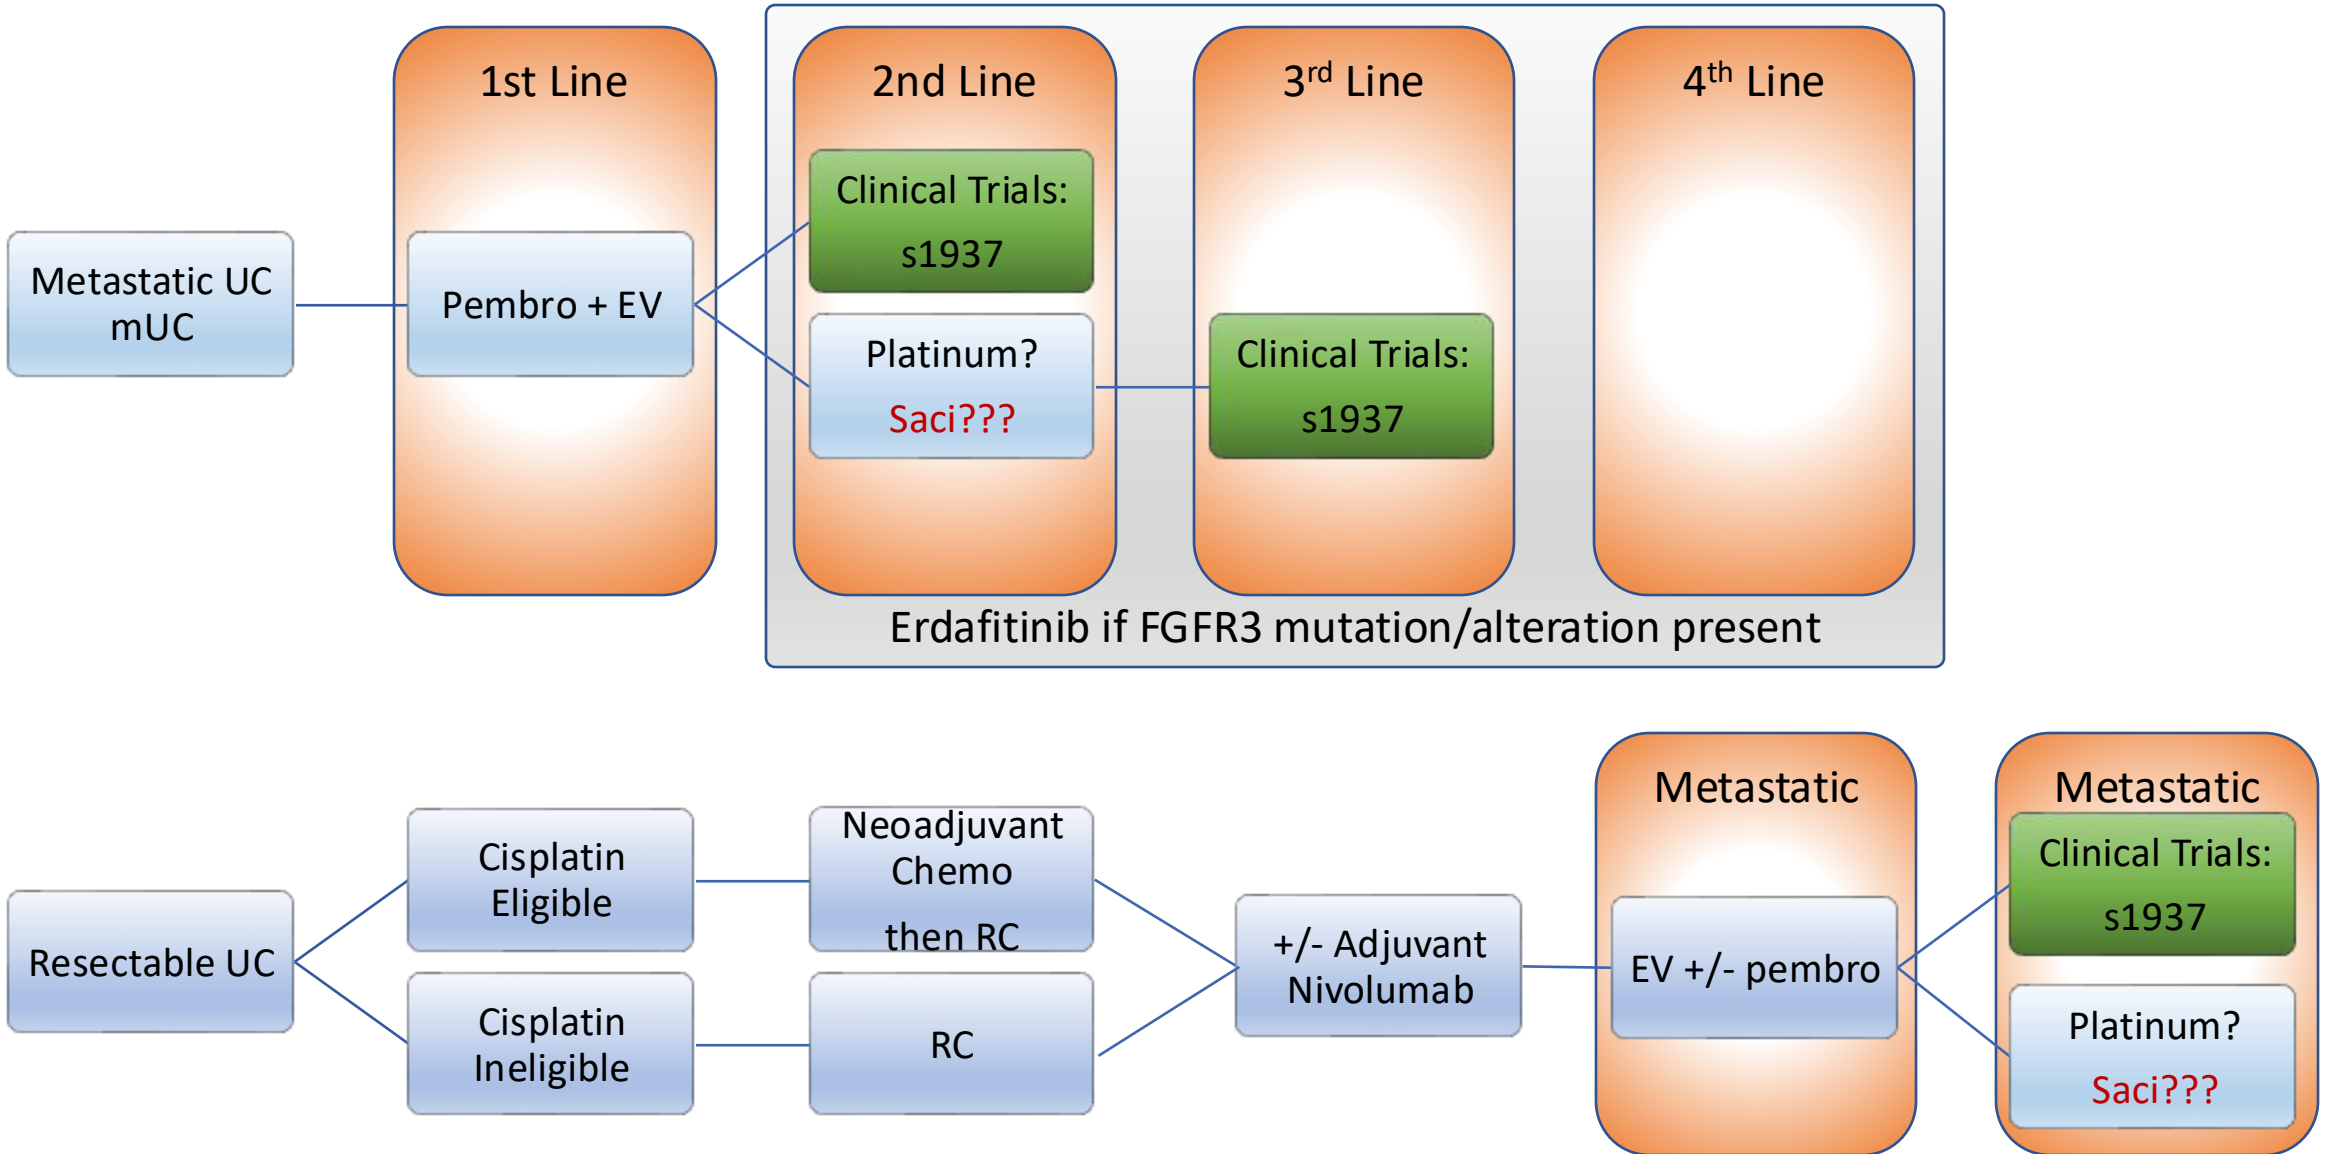 1st Line
2nd Line
3rd Line
4th Line
Metastatic UC
mUC
Pembro + EV
Clinical Trials:
s1937
Platinum?
Saci???
Clinical Trials:
s1937
Erdafitinib if FGFR3 mutation/alteration present
Resectable UC
Cisplatin
Eligible
Cisplatin
Ineligible
Neoadjuvant
Chemo
then RC
RC
+/- Adjuvant
Nivolumab
Metastatic
EV +/- pembro
Metastatic
Clinical Trials:
s1937
Platinum?
Saci???